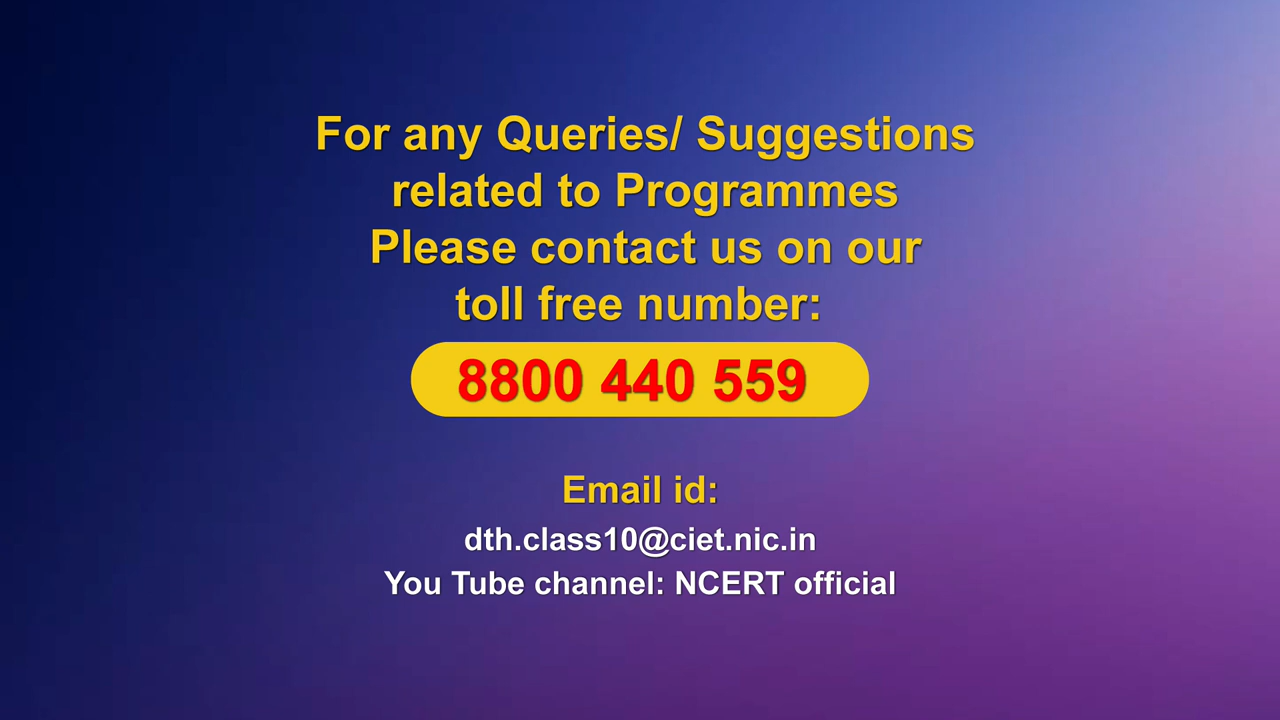 For any Queries/ Suggestions
related to Programmes
Please contact us on our
toll free number:
8800 440 559
Email id:
dth.class10@ciet.nic.in
You Tube channel: NCERT official